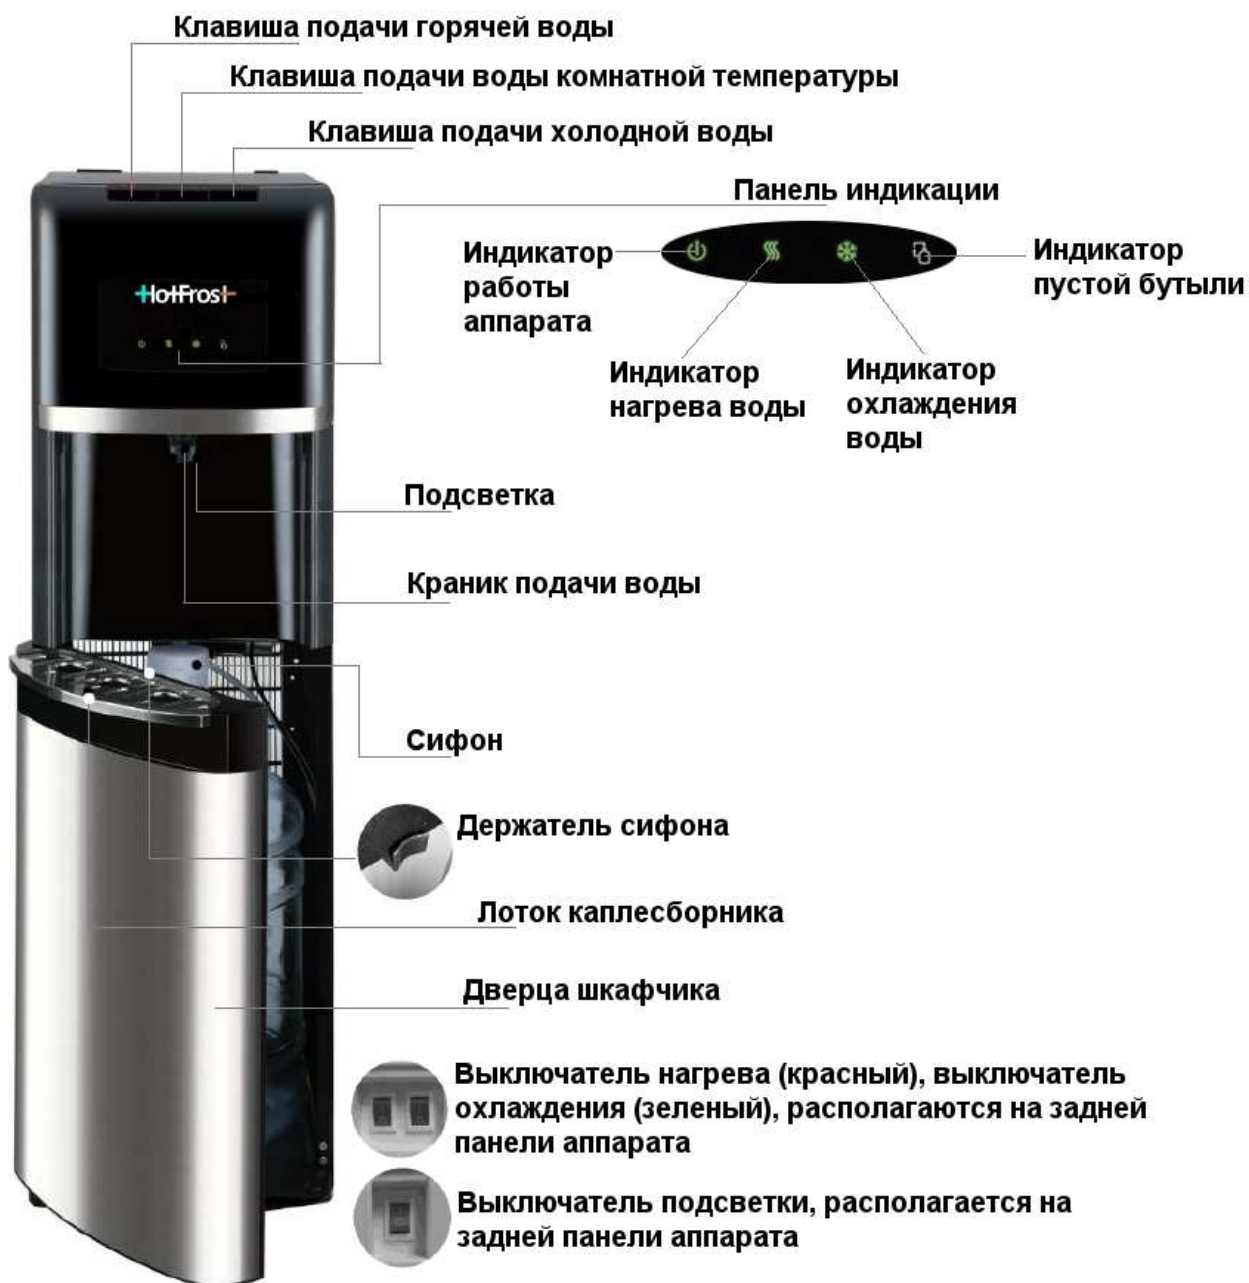 Клавиша подачи горячей воды
Клавиша подачи воды комнатной температуры
Клавиша подачи холодной воды
Панель индикации
Индикатор
работы
аппарата
Индикатор
пустой бутыли
Индикатор
нагрева воды
Индикатор
охлаждения
воды
HotFrost
Подсветка
Краник подачи воды
Сифон
Держатель сифона
Лоток каплесборника
Дверца шкафчика
Выключатель нагрева (красный), выключатель
охлаждения (зеленый), располагаются на задней
панели аппарата
Выключатель подсветки, располагается на
задней панели аппарата